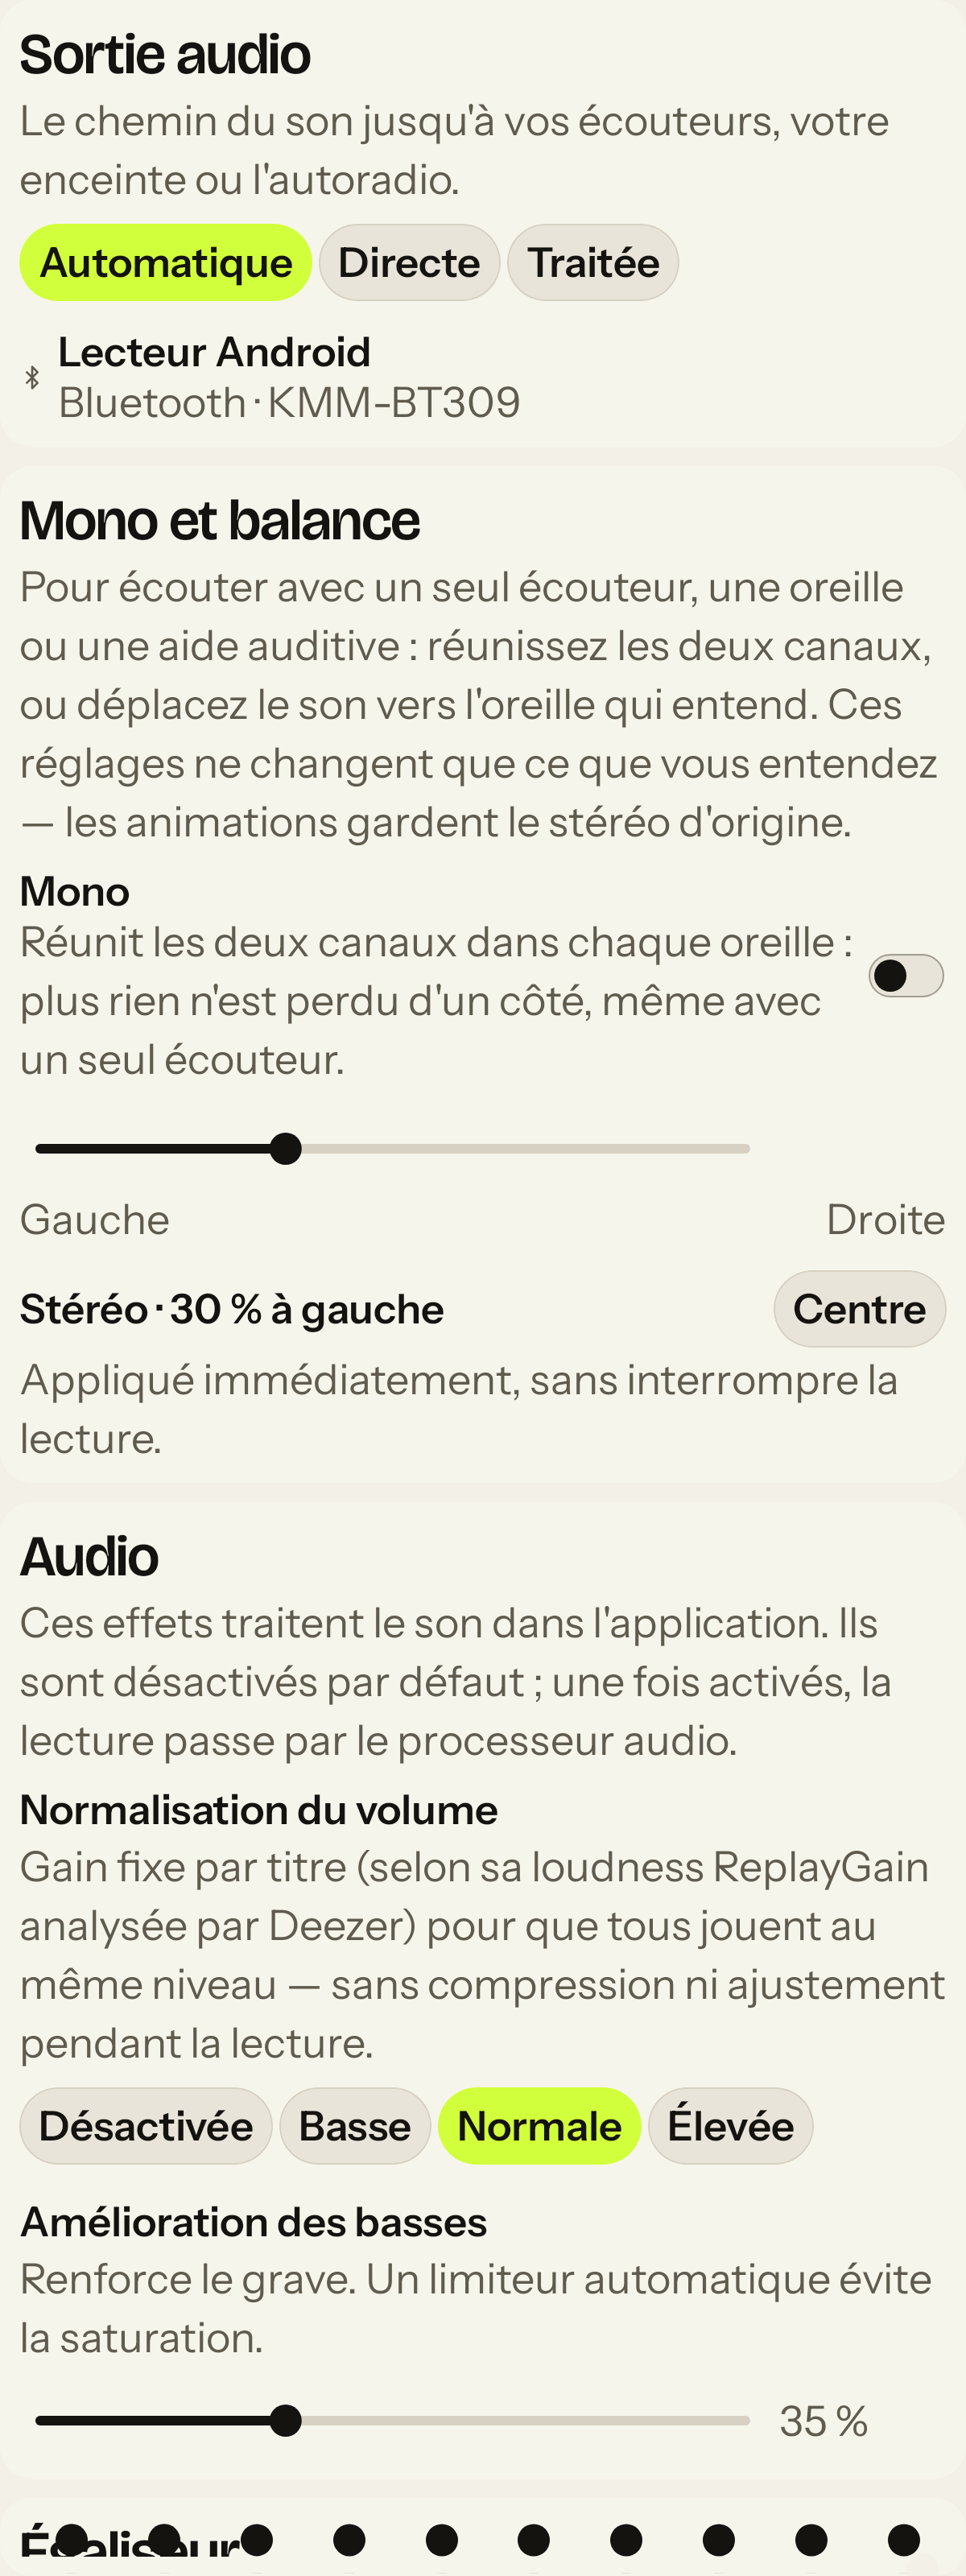 Sortie audio
Le chemin du son jusqu'à vos écouteurs, votre
enceinte ou l'autoradio.
Automatique Directe Traitée
Lecteur Android
Bluetooth · KMM-BT309
Mono et balance
Pour écouter avec un seul écouteur, une oreille
ou une aide auditive : réunissez les deux canaux,
ou déplacez le son vers l'oreille qui entend. Ces
réglages ne changent que ce que vous entendez
— les animations gardent le stéréo d'origine.
Mono
Réunit les deux canaux dans chaque oreille :
plus rien n'est perdu d'un côté, même avec
un seul écouteur.
Gauche Droite
Stéréo · 30 % à gauche Centre
Appliqué immédiatement, sans interrompre la
lecture.
Audio
Ces effets traitent le son dans l'application. Ils
sont désactivés par défaut ; une fois activés, la
lecture passe par le processeur audio.
Normalisation du volume
Gain fixe par titre (selon sa loudness ReplayGain
analysée par Deezer) pour que tous jouent au
même niveau — sans compression ni ajustement
pendant la lecture.
Désactivée Basse Normale Élevée
Amélioration des basses
Renforce le grave. Un limiteur automatique évite
la saturation.
35 %